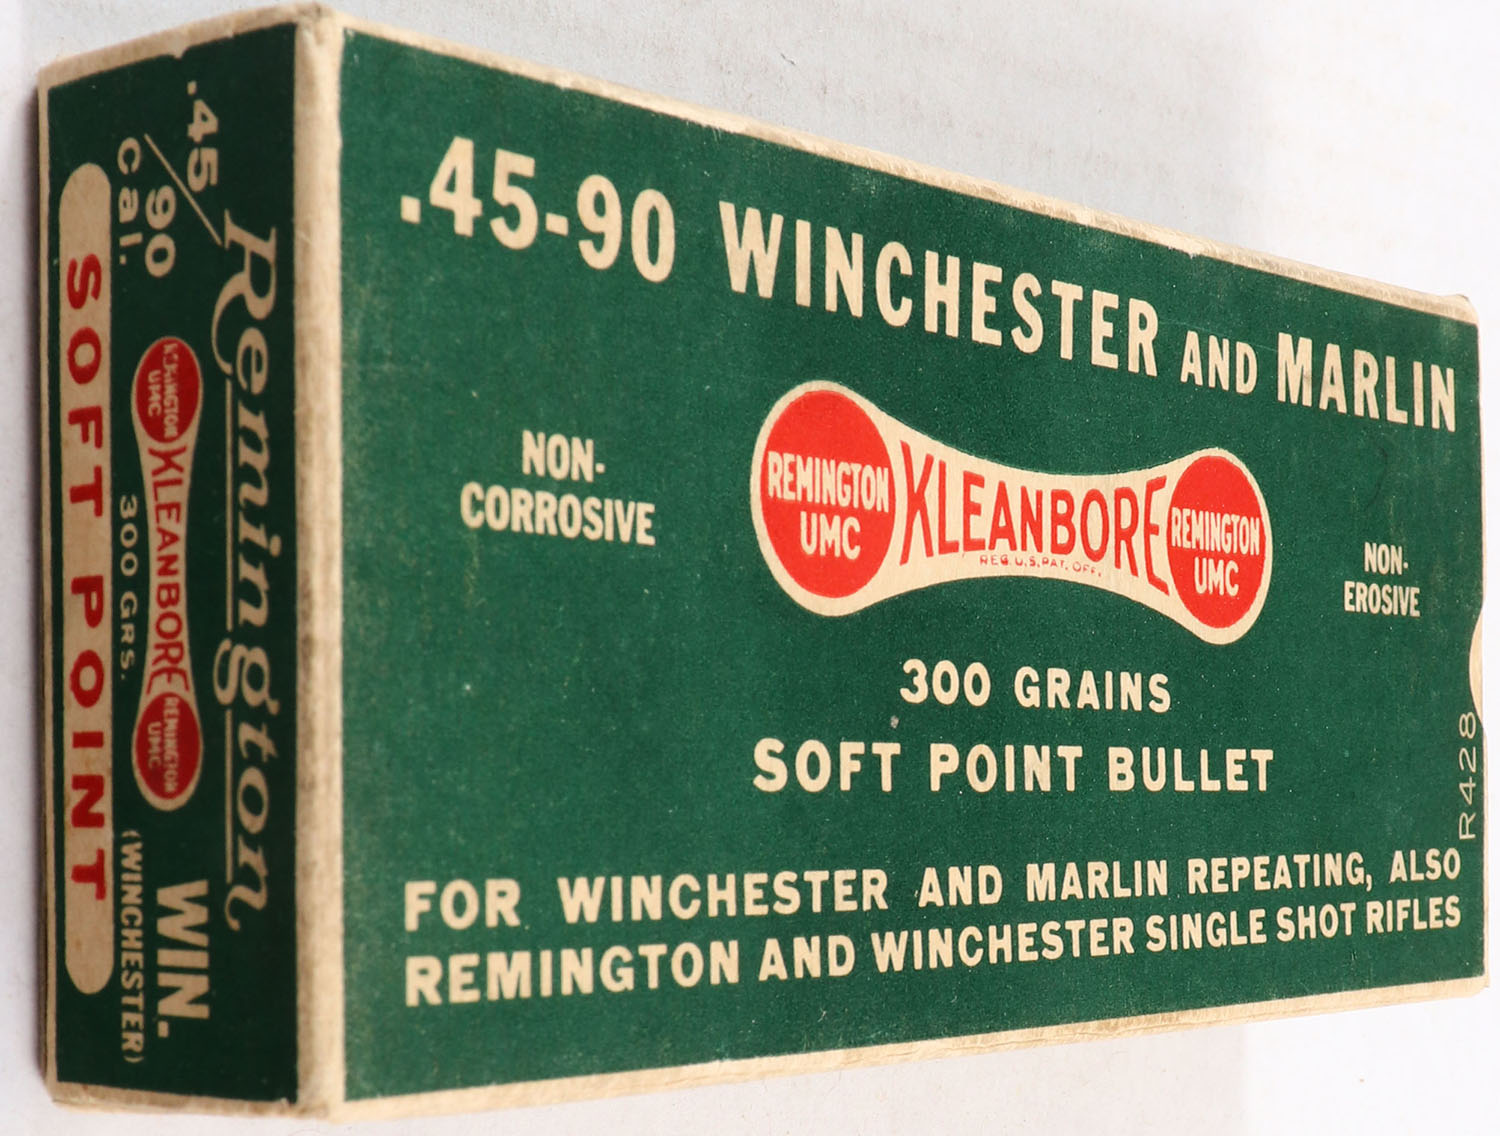 .45-90 WINCHESTER AND MARLIN
NON-
CORROSIVE
REMINGTON
UMC
KLEANBORE
REG. U.S. PAT. OFF.
REMINGTON
UMC
NON-
EROSIVE
300 GRAINS
SOFT POINT BULLET
R428
FOR WINCHESTER AND MARLIN REPEATING, ALSO
REMINGTON AND WINCHESTER SINGLE SHOT RIFLES
Remington
.45/90 WIN.
Cal. (WINCHESTER)
REMINGTON
UMC
KLEANBORE
REMINGTON
UMC
300 GRS.
SOFT POINT